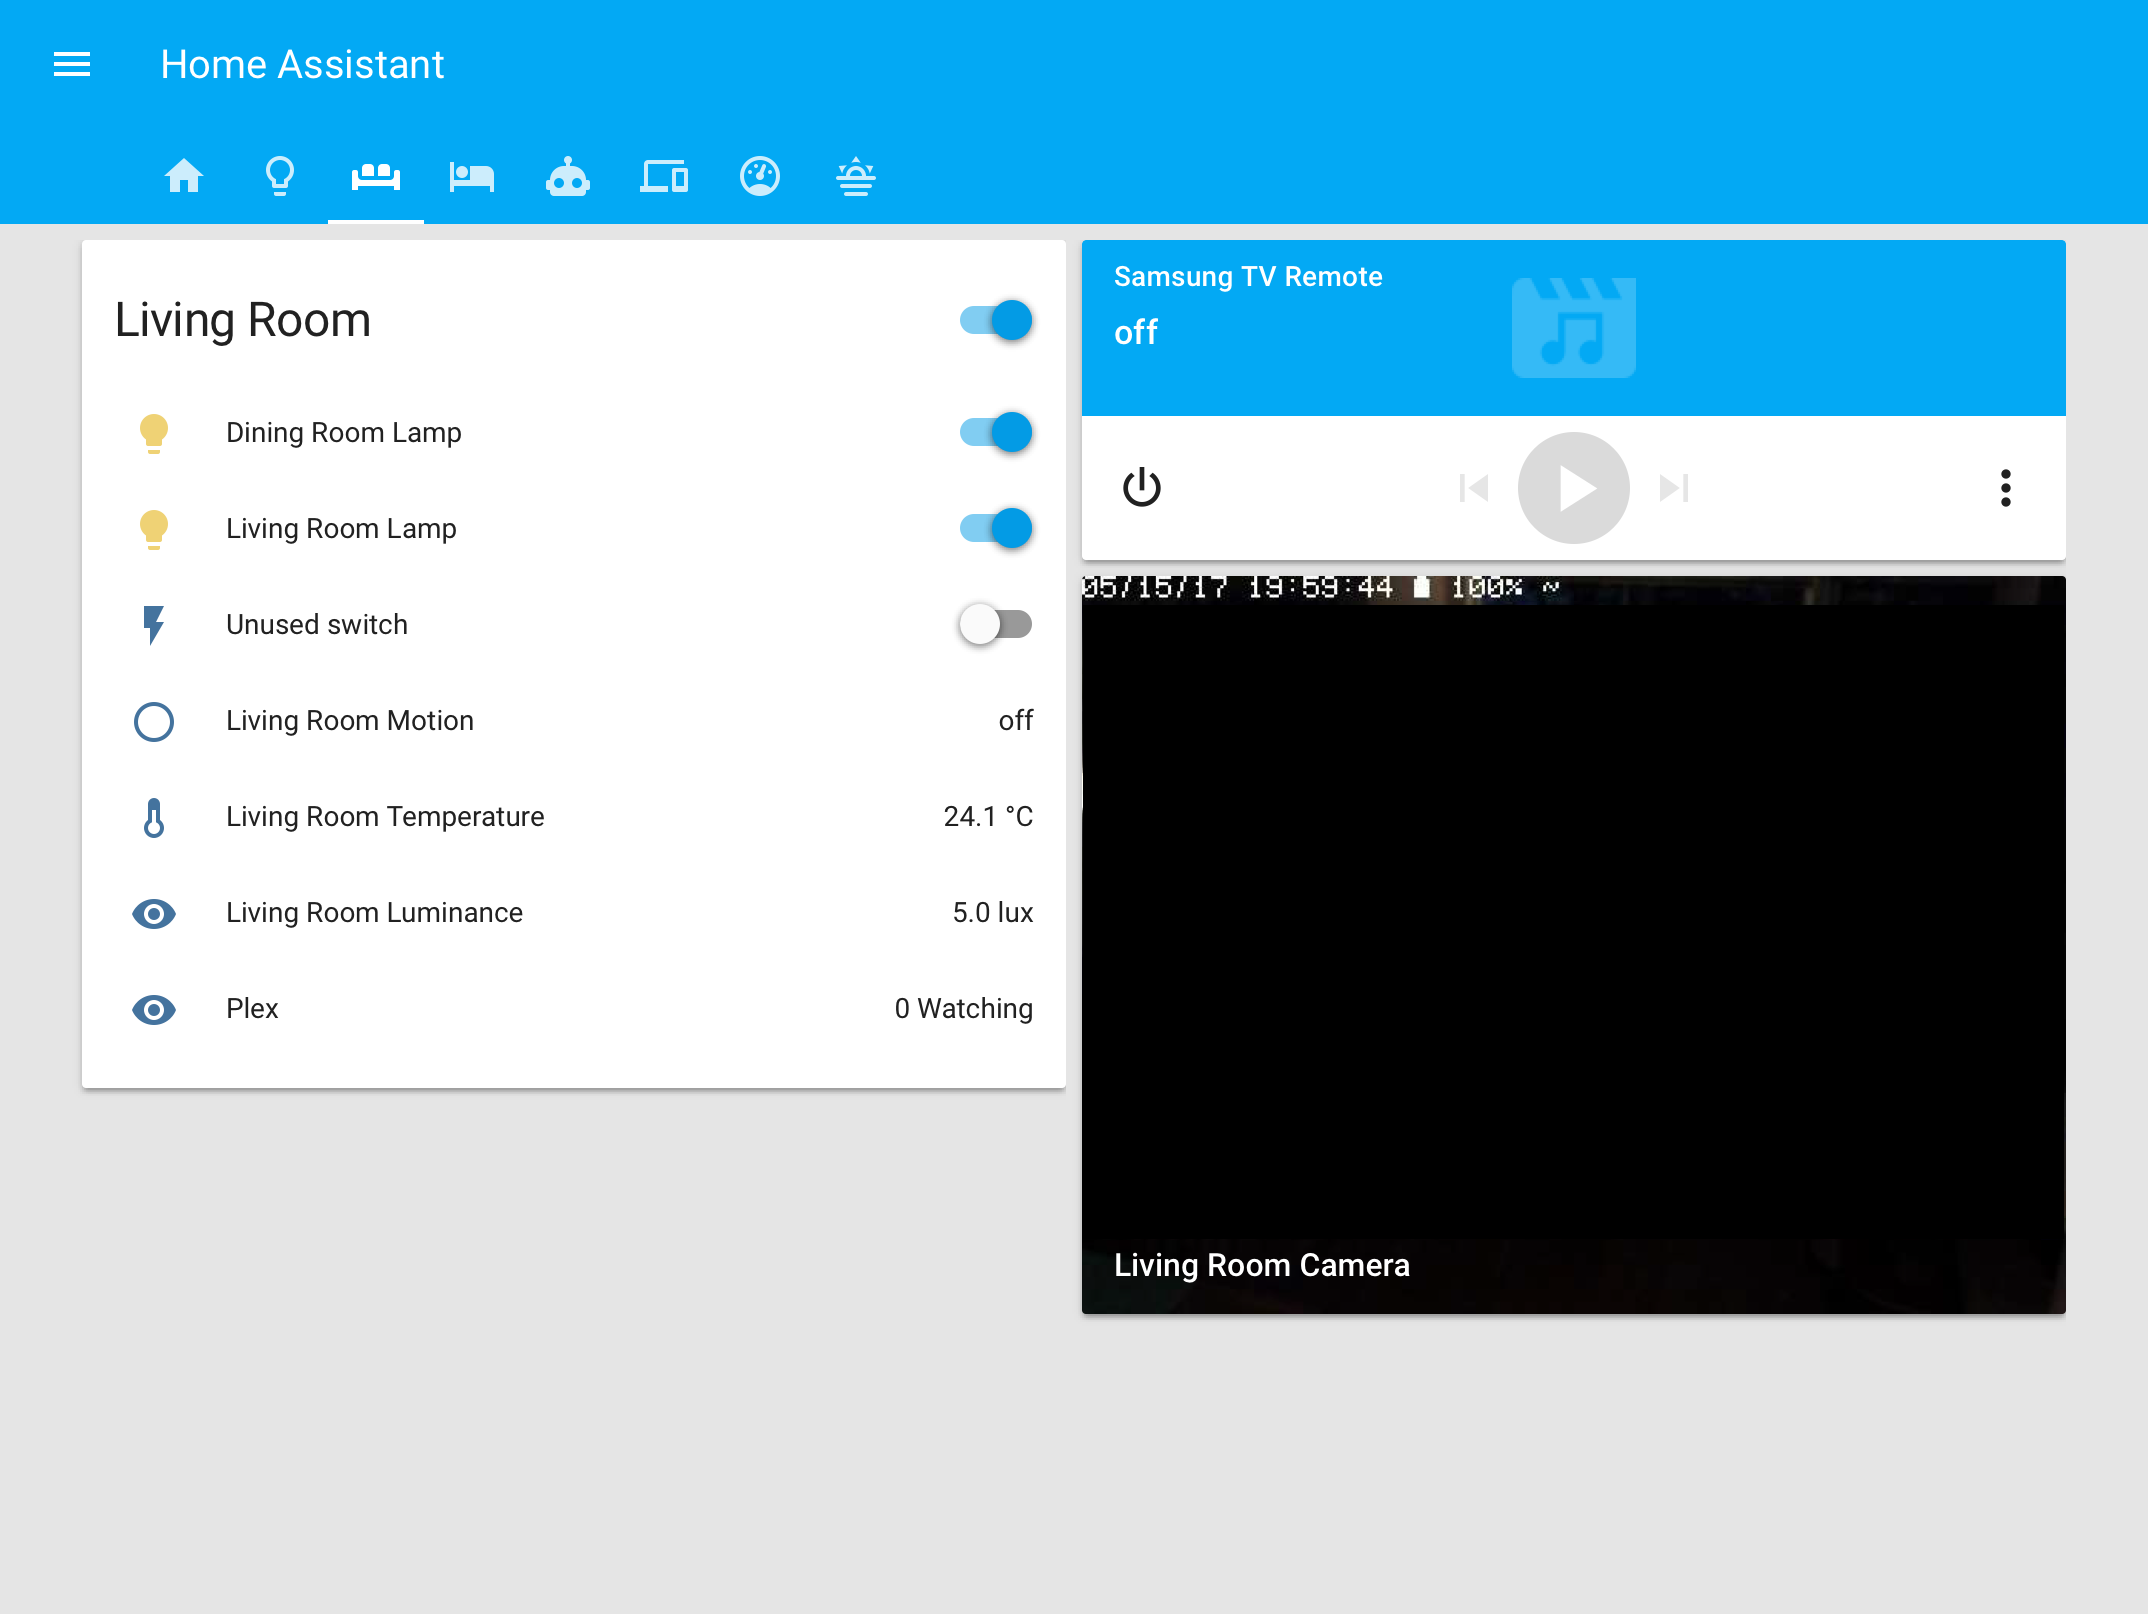 Home Assistant
Living Room
Dining Room Lamp
Living Room Lamp
Unused switch
Living Room Motion off
Living Room Temperature 24.1 °C
Living Room Luminance 5.0 lux
Plex 0 Watching
Samsung TV Remote
off
05/15/17 19:59:44 100% ~
Living Room Camera